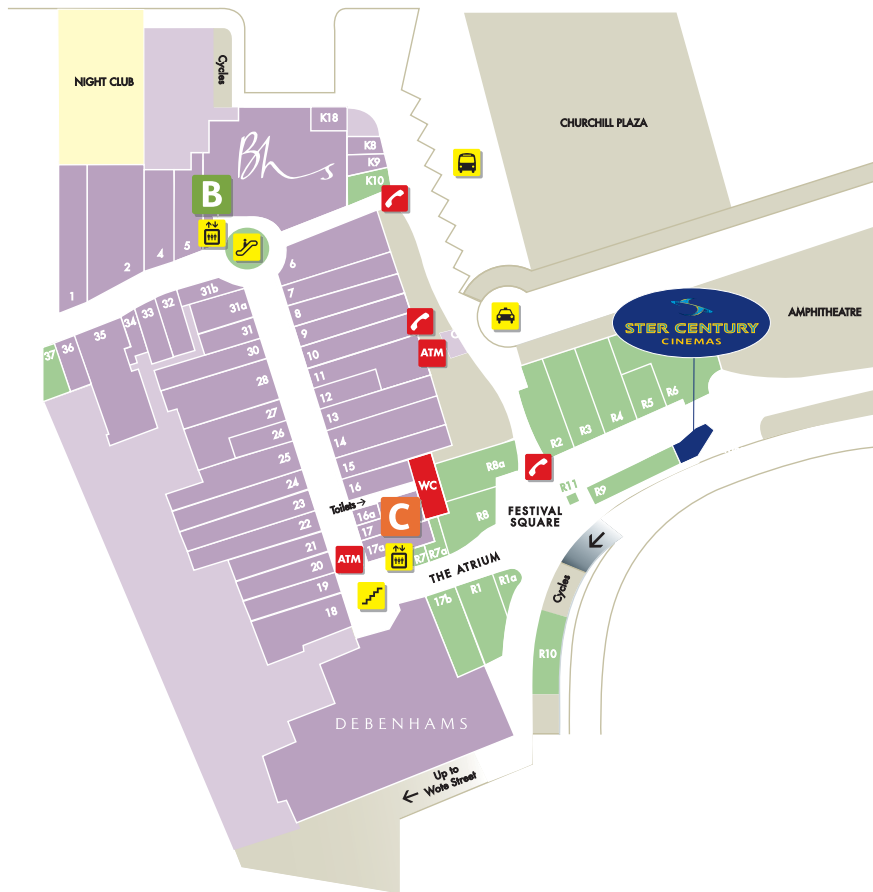 NIGHT CLUB
Cycles
CHURCHILL PLAZA
K18
Bhs
K8
K9
K10
B
1
2
4
5
6
7
8
9
10
11
12
13
14
15
16
31b
31a
31
30
28
27
26
25
24
23
22
21
20
19
18
32
33
34
35
36
37
ATM
STER CENTURY
CINEMAS
AMPHITHEATRE
R2
R3
R4
R5
R6
R8a
WC
R11
R9
Toilets →
16a
17
17a
C
R8
R7
R7a
FESTIVAL
SQUARE
ATM
THE ATRIUM
17b
R1
R1a
Cycles
R10
DEBENHAMS
Up to
Wote Street